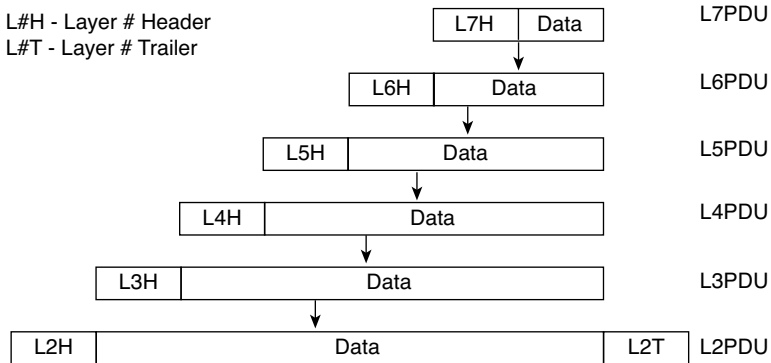 L#H - Layer # Header
L#T - Layer # Trailer
L7H Data L7PDU
L6H Data L6PDU
L5H Data L5PDU
L4H Data L4PDU
L3H Data L3PDU
L2H Data L2T L2PDU